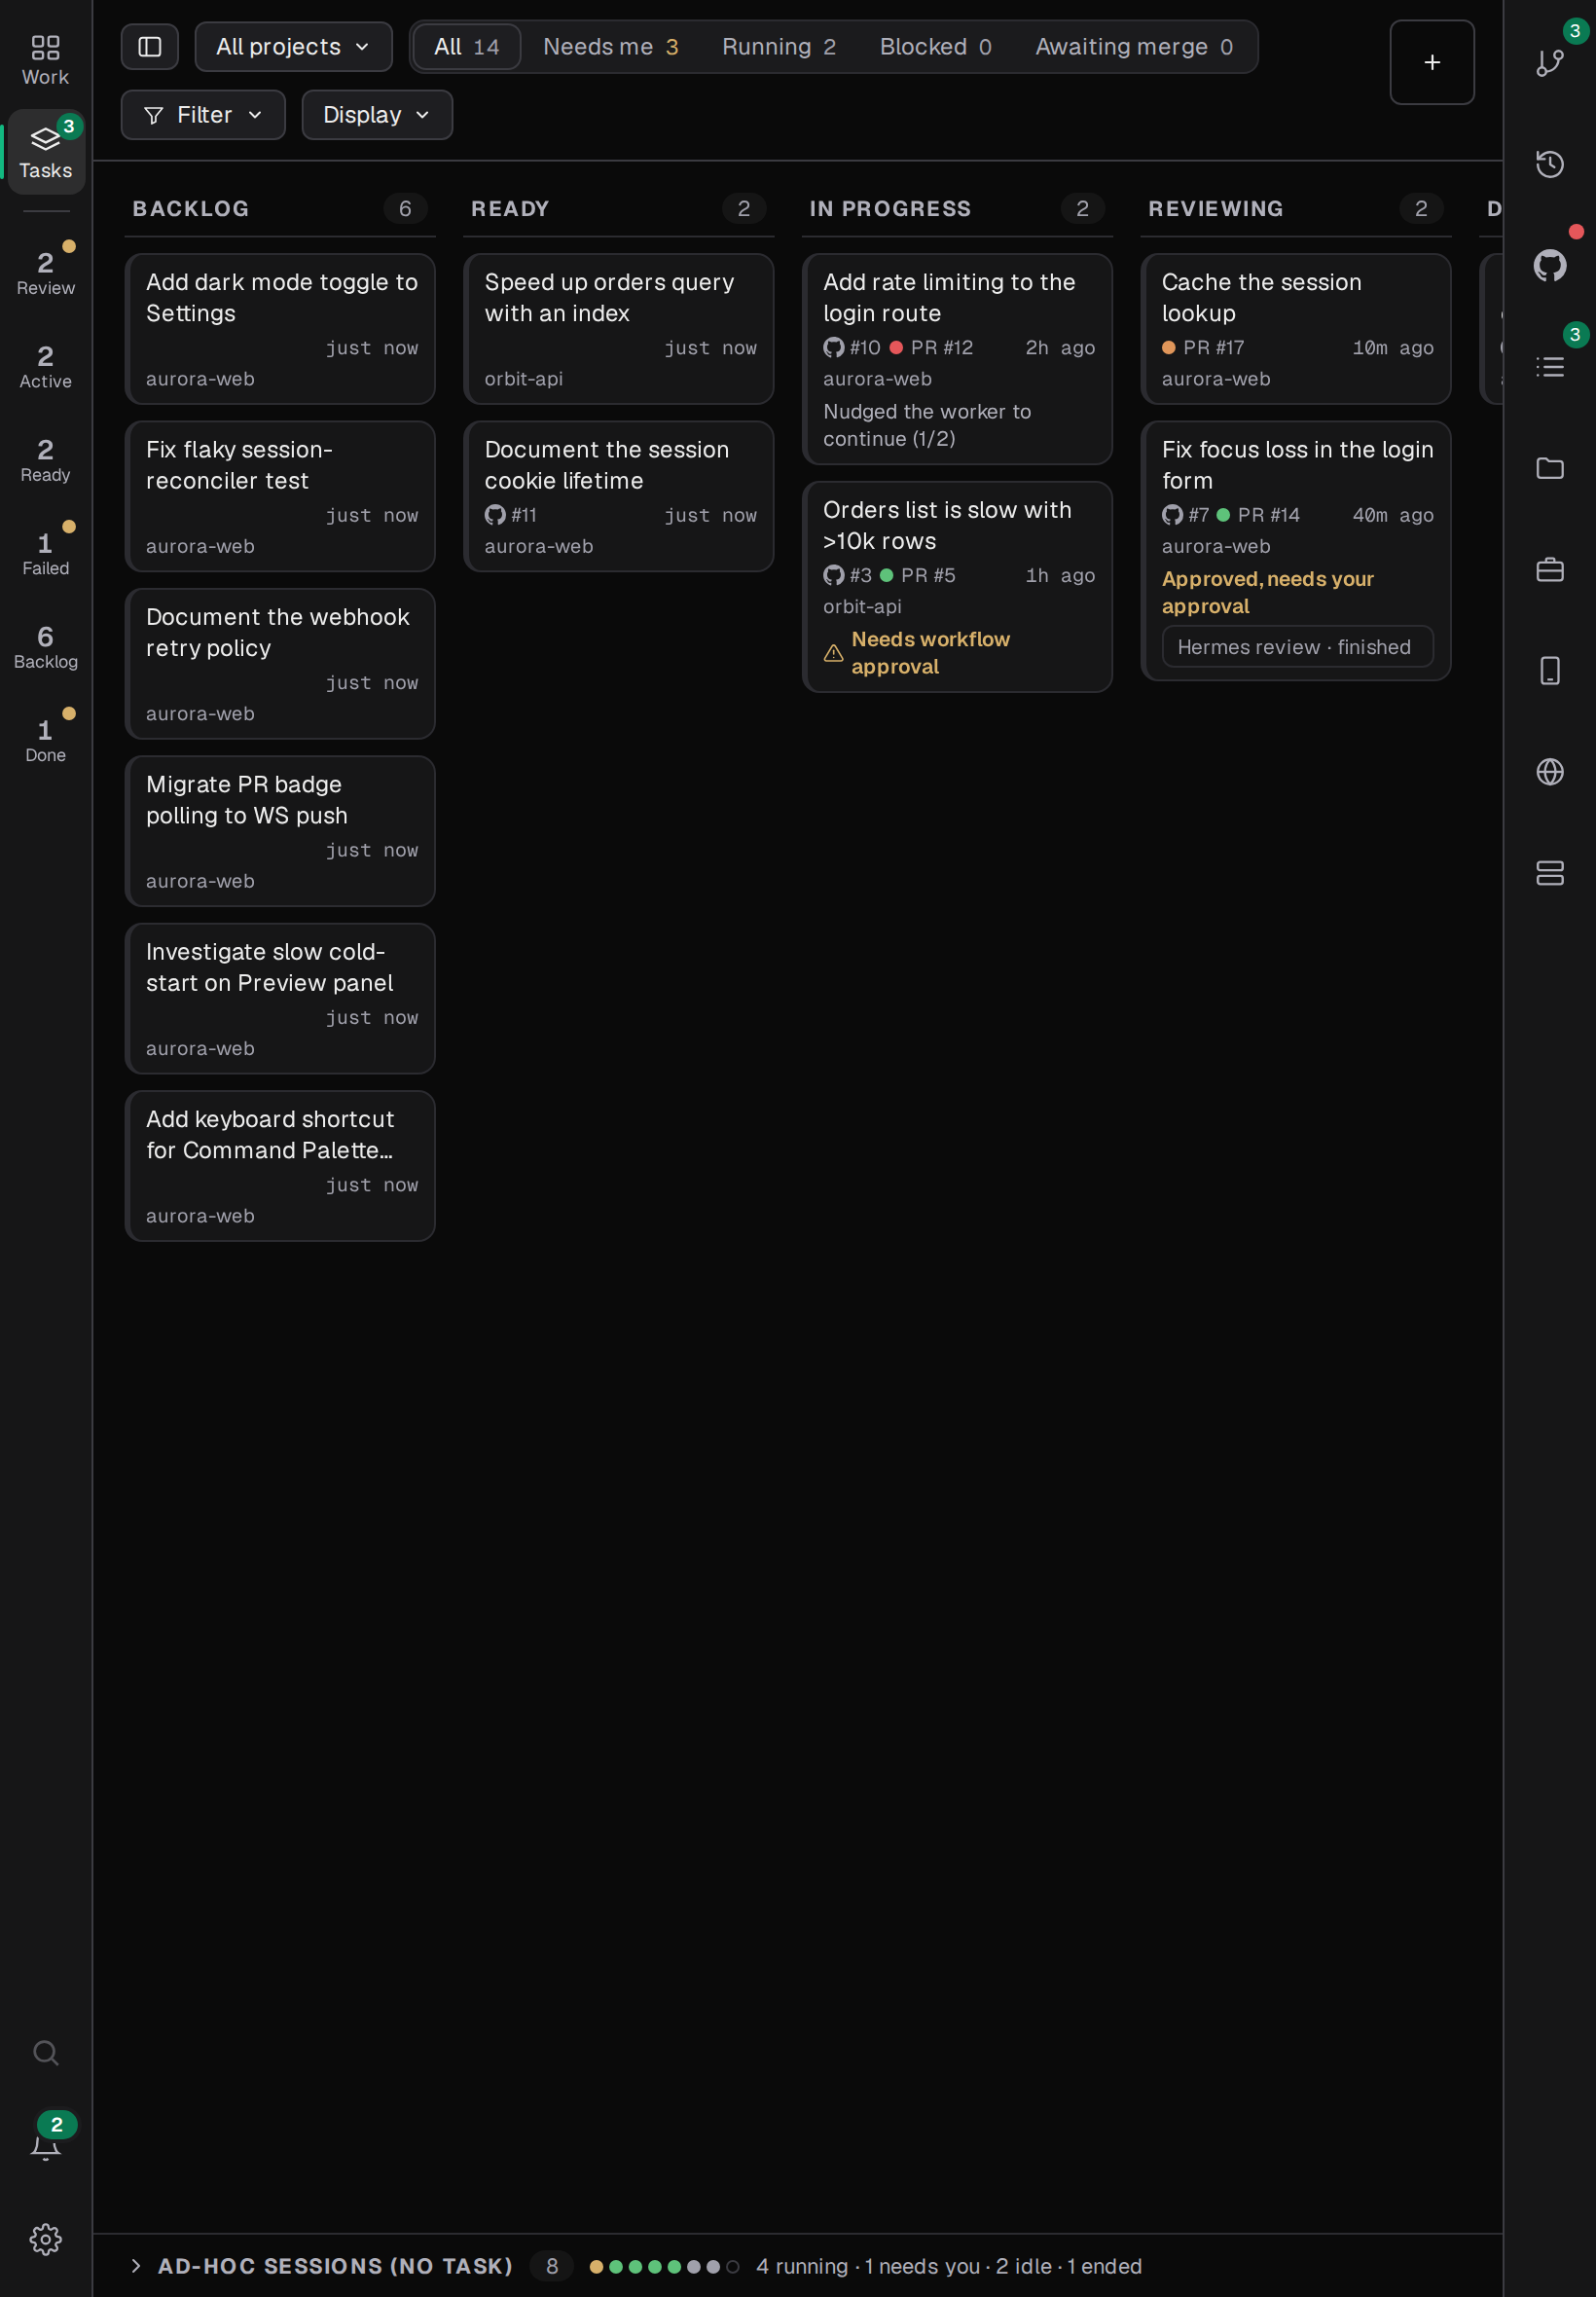 Work
3
Tasks
2
Review
2
Active
2
Ready
1
Failed
6
Backlog
1
Done
2
All projects
All 14
Needs me 3
Running 2
Blocked 0
Awaiting merge 0
+
Filter
Display
BACKLOG 6
Add dark mode toggle to
Settings
just now
aurora-web
Fix flaky session-
reconciler test
just now
aurora-web
Document the webhook
retry policy
just now
aurora-web
Migrate PR badge
polling to WS push
just now
aurora-web
Investigate slow cold-
start on Preview panel
just now
aurora-web
Add keyboard shortcut
for Command Palette…
just now
aurora-web
READY 2
Speed up orders query
with an index
just now
orbit-api
Document the session
cookie lifetime
#11 just now
aurora-web
IN PROGRESS 2
Add rate limiting to the
login route
#10 PR #12 2h ago
aurora-web
Nudged the worker to
continue (1/2)
Orders list is slow with
>10k rows
#3 PR #5 1h ago
orbit-api
Needs workflow
approval
REVIEWING 2
Cache the session
lookup
PR #17 10m ago
aurora-web
Fix focus loss in the login
form
#7 PR #14 40m ago
aurora-web
Approved, needs your
approval
Hermes review · finished
D
3
3
AD-HOC SESSIONS (NO TASK) 8 4 running · 1 needs you · 2 idle · 1 ended